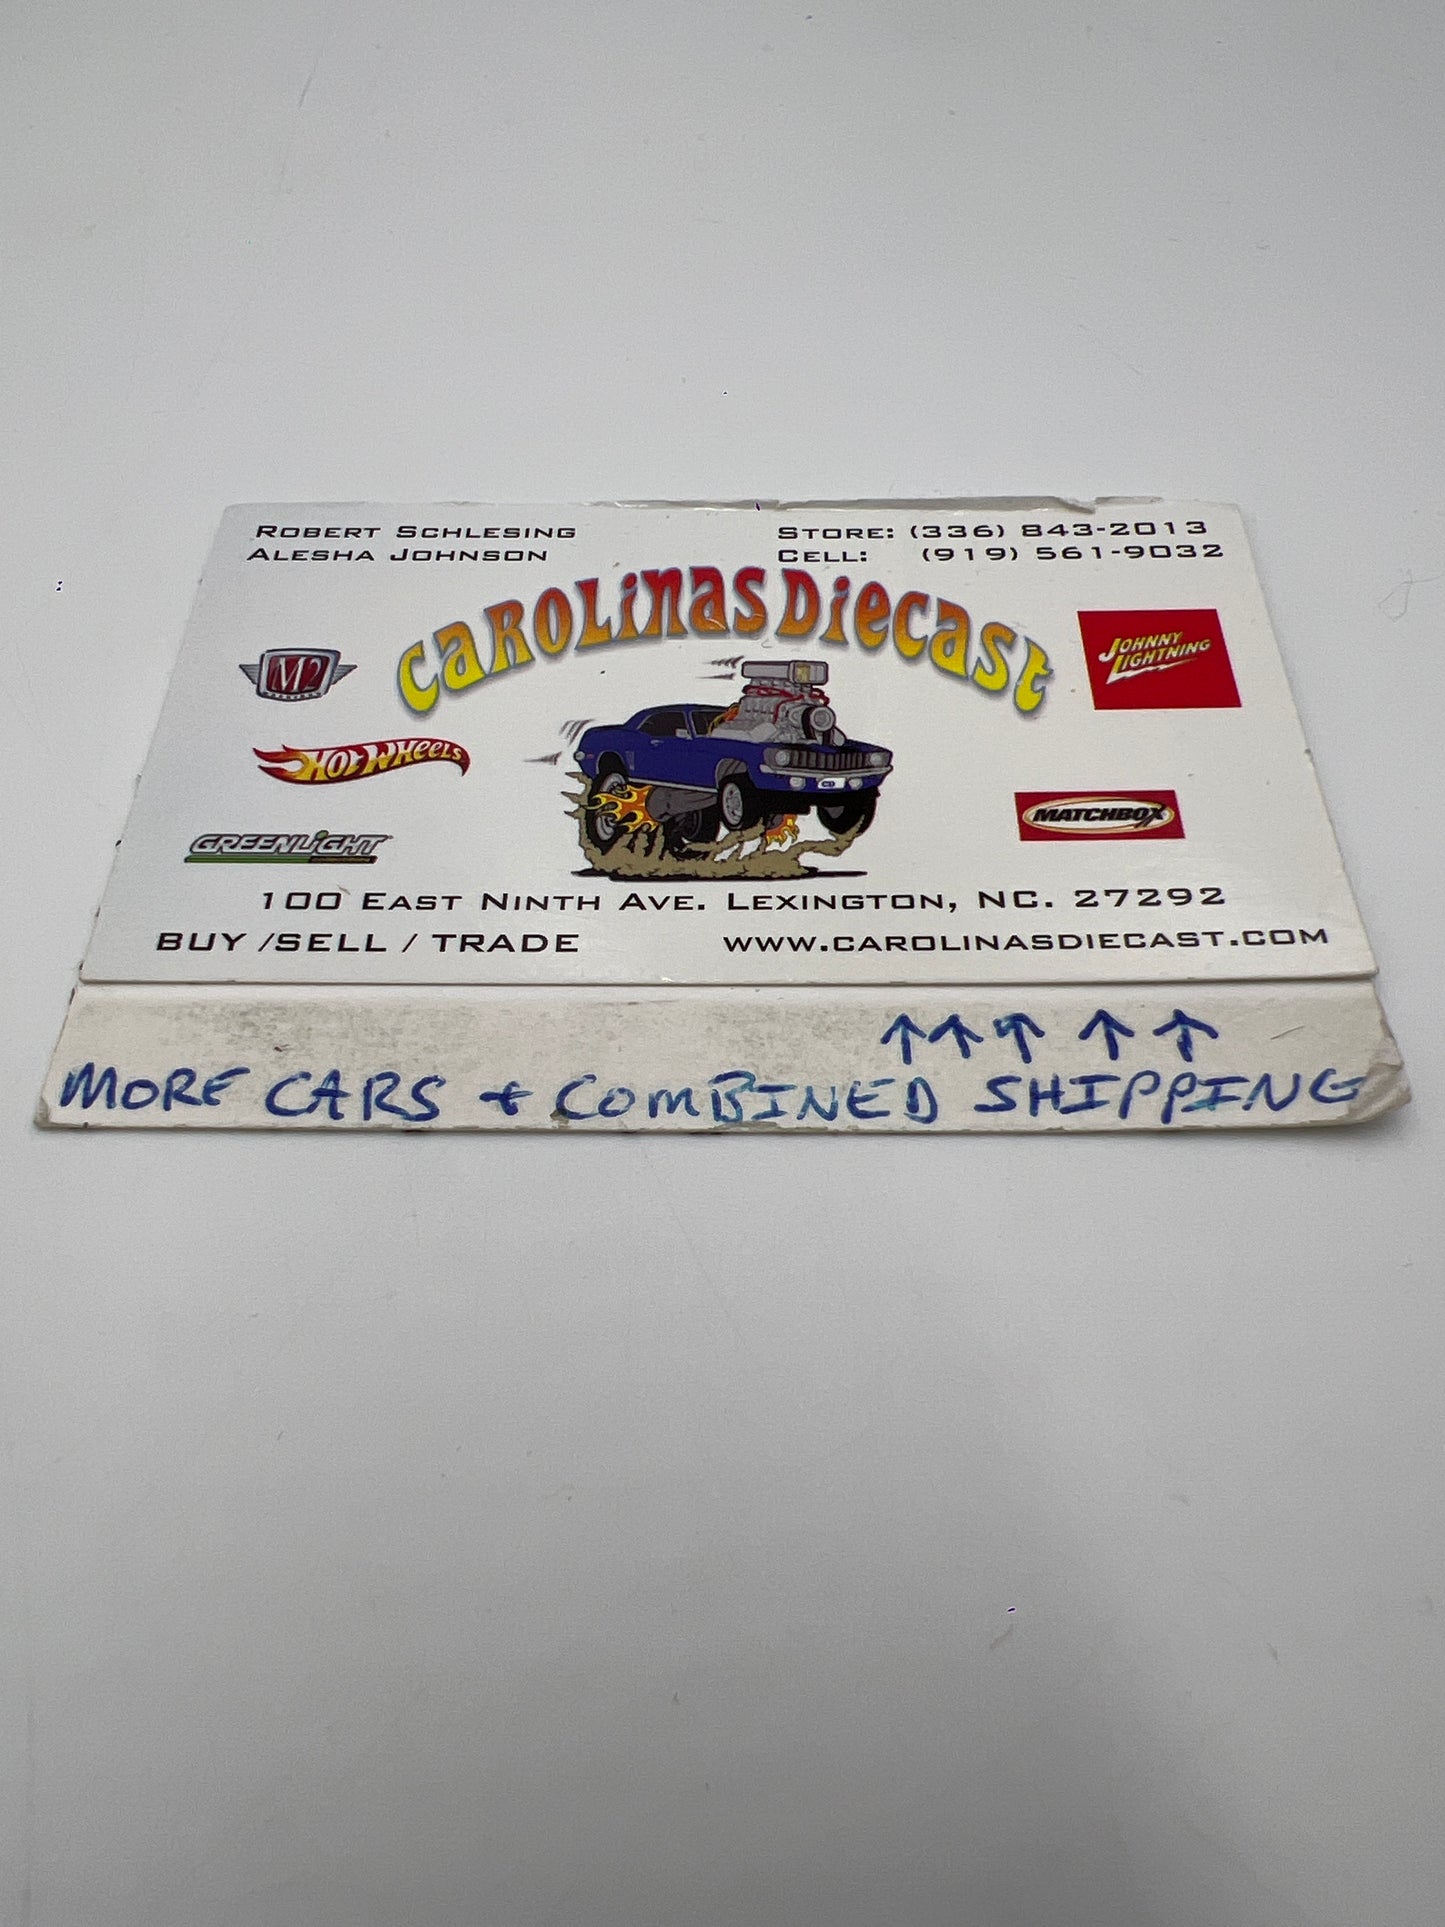 ROBERT SCHLESING
ALESHA JOHNSON
STORE: (336) 843-2013
CELL: (919) 561-9032
CAROLINAS DIECAST
M2
JOHNNY
LIGHTNING
HOT WHEELS
MATCHBOX
GREENLIGHT
100 EAST NINTH AVE. LEXINGTON, NC. 27292
BUY /SELL / TRADE
WWW.CAROLINASDIECAST.COM
↑↑↑ ↑ ↑
MORE CARS + COMBINED SHIPPING